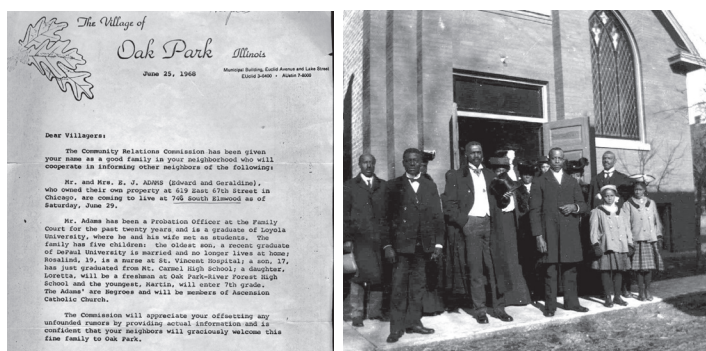 The Village of
Oak Park Illinois
June 25, 1968
Municipal Building, Euclid Avenue and Lake Street
EUclid 3-0400 • AUstin 7-8005
Dear Villagers:
The Community Relations Commission has been given
your name as a good family in your neighborhood who will
cooperate in informing other neighbors of the following:
Mr. and Mrs. E. J. ADAMS (Edward and Geraldine),
who owned their own property at 619 East 67th Street in
Chicago, are coming to live at South Elmwood as of
Saturday, June 29.
Mr. Adams has been a Probation Officer at the Family
Court for the past twenty years and is a graduate of Loyola
University, where he and his wife met as students. The
family has five children: the oldest son, a recent graduate
of DePaul University is married and no longer lives at home;
Rosalind, 19, is a nurse at St. Vincent Hospital; a son, 17,
has just graduated from Mt. Carmel High School; a daughter,
Loretta, will be a freshman at Oak Park-River Forest High
School and the youngest, Martin, will enter 7th grade.
The Adams' are Negroes and will be members of Ascension
Catholic Church.
The Commission will appreciate your offsetting any
unfounded rumors by providing actual information and is
confident that your neighbors will graciously welcome this
fine family to Oak Park.